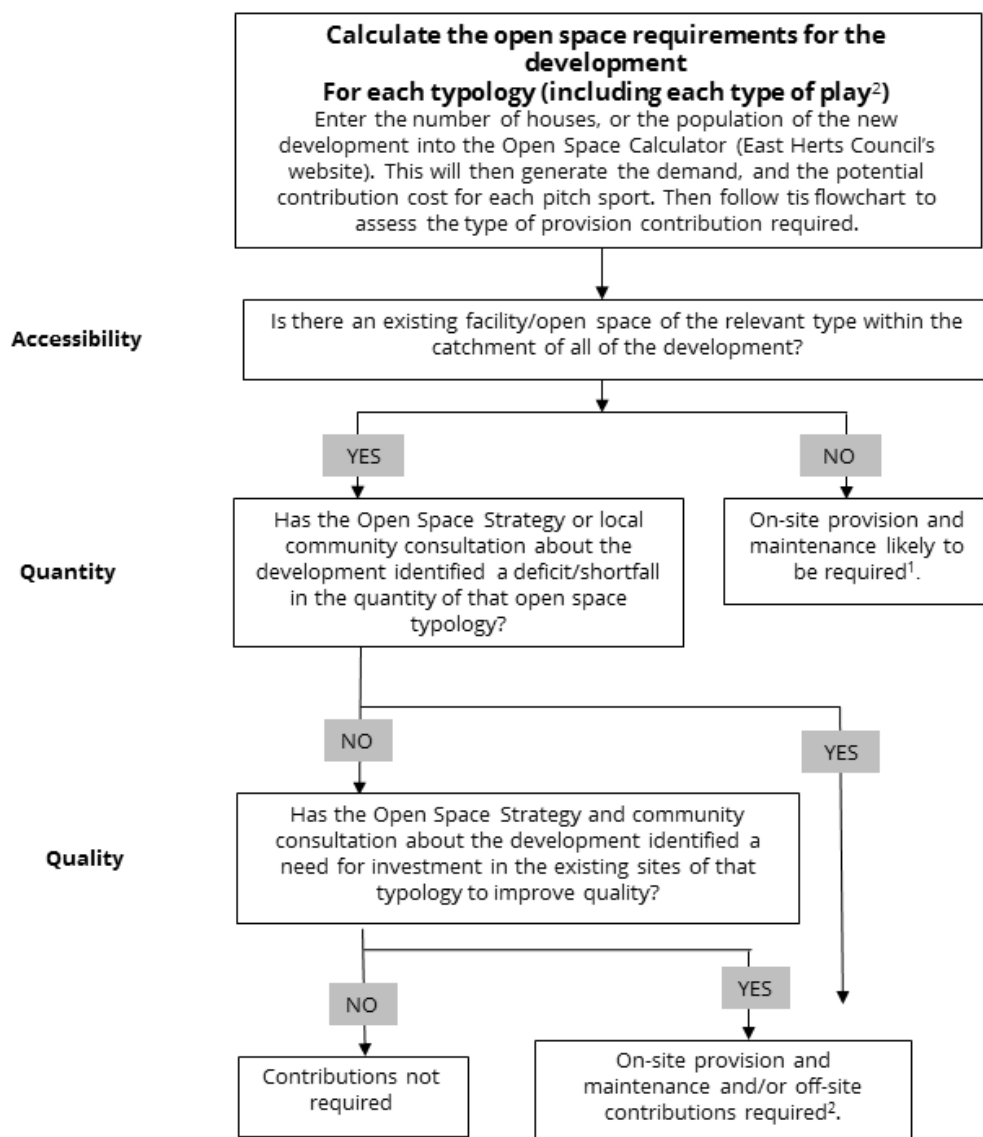 Calculate the open space requirements for the
development
For each typology (including each type of play²)
Enter the number of houses, or the population of the new
development into the Open Space Calculator (East Herts Council’s
website). This will then generate the demand, and the potential
contribution cost for each pitch sport. Then follow tis flowchart to
assess the type of provision contribution required.
Accessibility
Is there an existing facility/open space of the relevant type within the
catchment of all of the development?
YES
NO
Quantity
Has the Open Space Strategy or local
community consultation about the
development identified a deficit/shortfall
in the quantity of that open space
typology?
On-site provision and
maintenance likely to
be required¹.
NO
YES
Quality
Has the Open Space Strategy and community
consultation about the development identified a
need for investment in the existing sites of that
typology to improve quality?
NO
YES
Contributions not
required
On-site provision and
maintenance and/or off-site
contributions required².